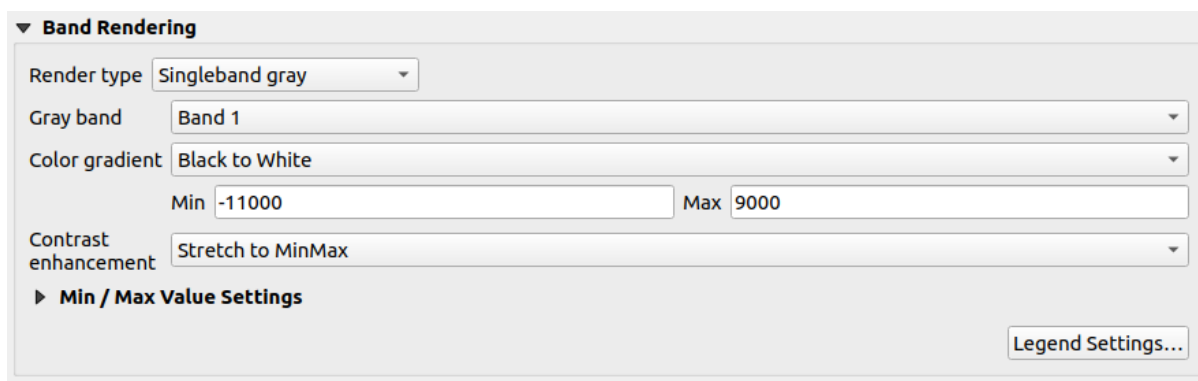 Band Rendering
Render type Singleband gray
Gray band Band 1
Color gradient Black to White
Min -11000 Max 9000
Contrast
enhancement Stretch to MinMax
Min / Max Value Settings
Legend Settings...